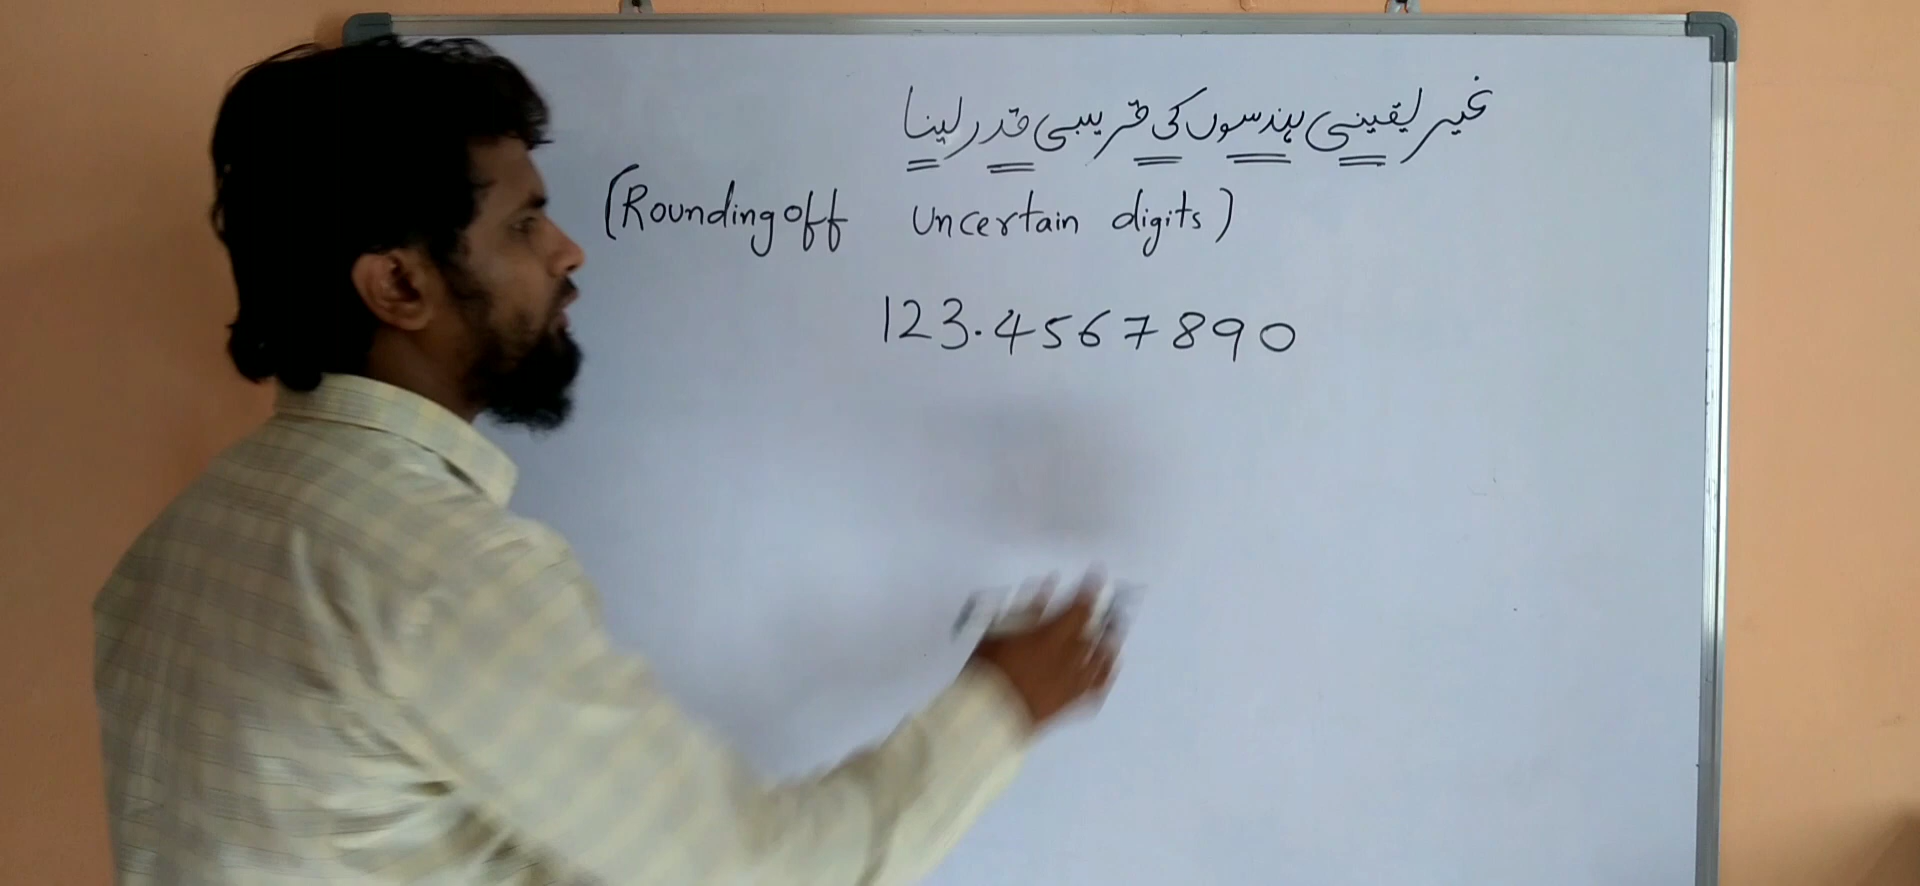 غیر یقینی ہندسوں کی قریبی قدر لینا
(Rounding off uncertain digits)
123.4567890